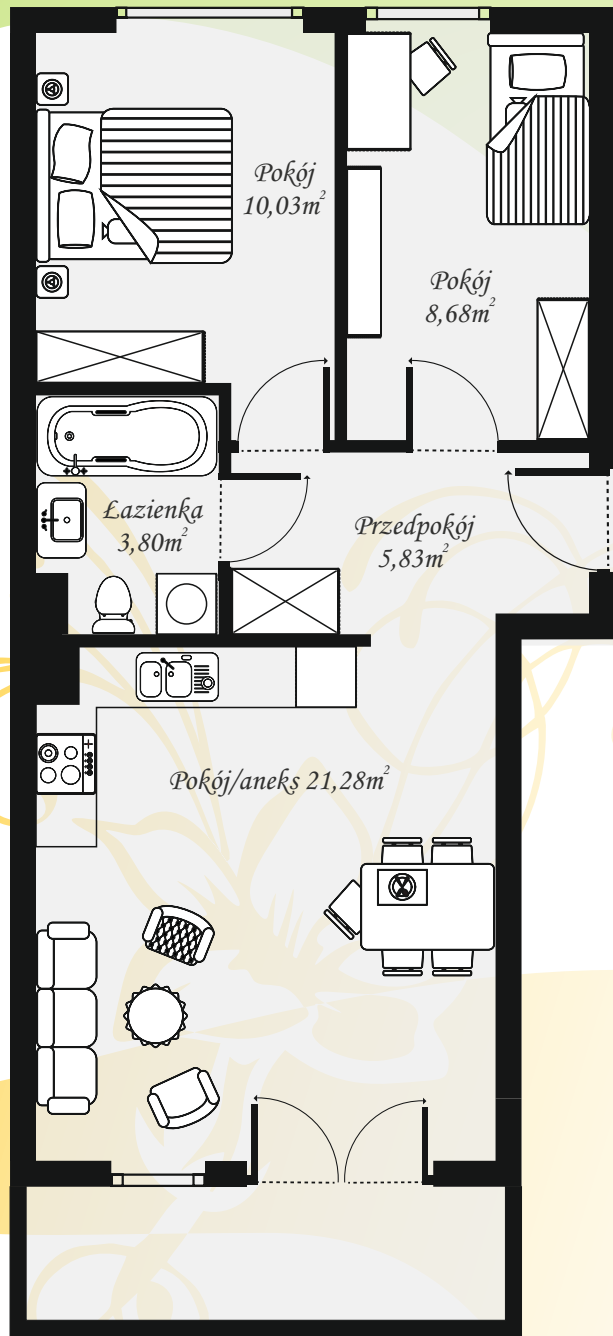 Pokój
10,03m²
Pokój
8,68m²
Łazienka
3,80m²
Przedpokój
5,83m²
Pokój/aneks 21,28m²